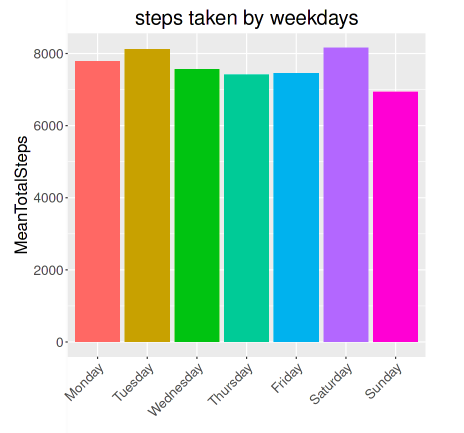 steps taken by weekdays
MeanTotalSteps
8000
6000
4000
2000
0
Monday
Tuesday
Wednesday
Thursday
Friday
Saturday
Sunday